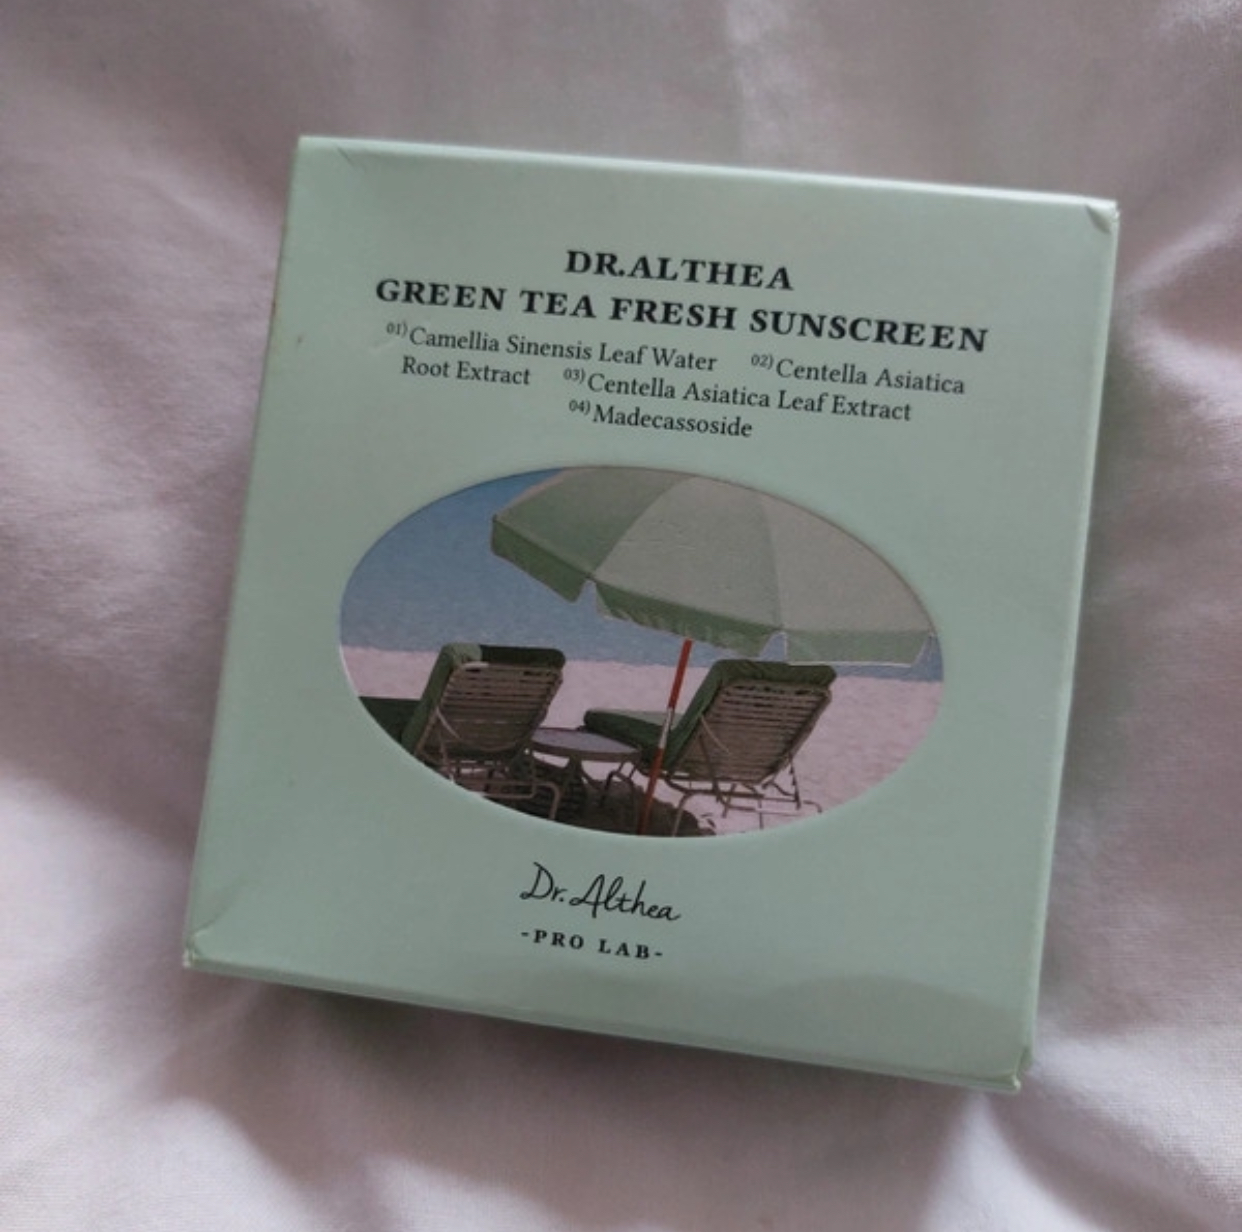 DR.ALTHEA
GREEN TEA FRESH SUNSCREEN
01)Camellia Sinensis Leaf Water 02)Centella Asiatica
Root Extract 03)Centella Asiatica Leaf Extract
04)Madecassoside
Dr. Althea
-PRO LAB-